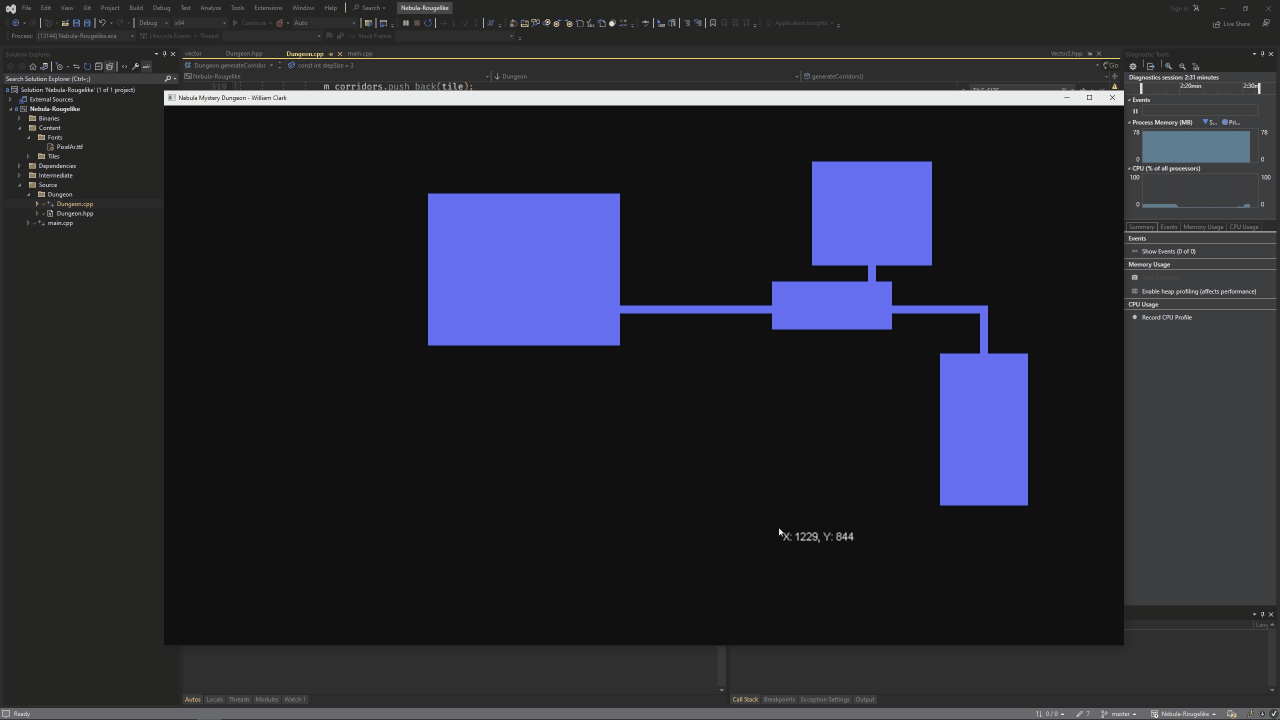 File Edit View Git Project Build Debug Test Analyze Tools Extensions Window Help Search Nebula-Rougelike Sign in
Debug x64 Continue Auto Application Insights Live Share
Process: [13144] Nebula-Rougelike.exe Lifecycle Events Thread: Stack Frame:
Solution Explorer vector Dungeon.hpp Dungeon.cpp main.cpp Vector2.hpp Diagnostic Tools
Dungeon.generateCorridor const int stepSize = 3 Go
Search Solution Explorer (Ctrl+;) Nebula-Rougelike Dungeon generateCorridors()
Diagnostics session: 2:31 minutes
m_corridors.push_back(tile);
2:20min 2:30m
Nebula Mystery Dungeon - William Clark
Solution 'Nebula-Rougelike' (1 of 1 project)
External Sources
Nebula-Rougelike
Binaries
Content
Fonts
PixelAr.ttf
Tiles
Dependencies
Intermediate
Source
Dungeon
Dungeon.cpp
Dungeon.hpp
main.cpp
Events
Process Memory (MB) S... Pri...
78 78
0 0
CPU (% of all processors)
100 100
0 0
Summary Events Memory Usage CPU Usage
Events
Show Events (0 of 0)
Memory Usage
Enable heap profiling (affects performance)
CPU Usage
Record CPU Profile
X: 1229, Y: 844
Autos Locals Threads Modules Watch 1 Call Stack Breakpoints Exception Settings Output
Ready 0 / 0 7 master Nebula-Rougelike